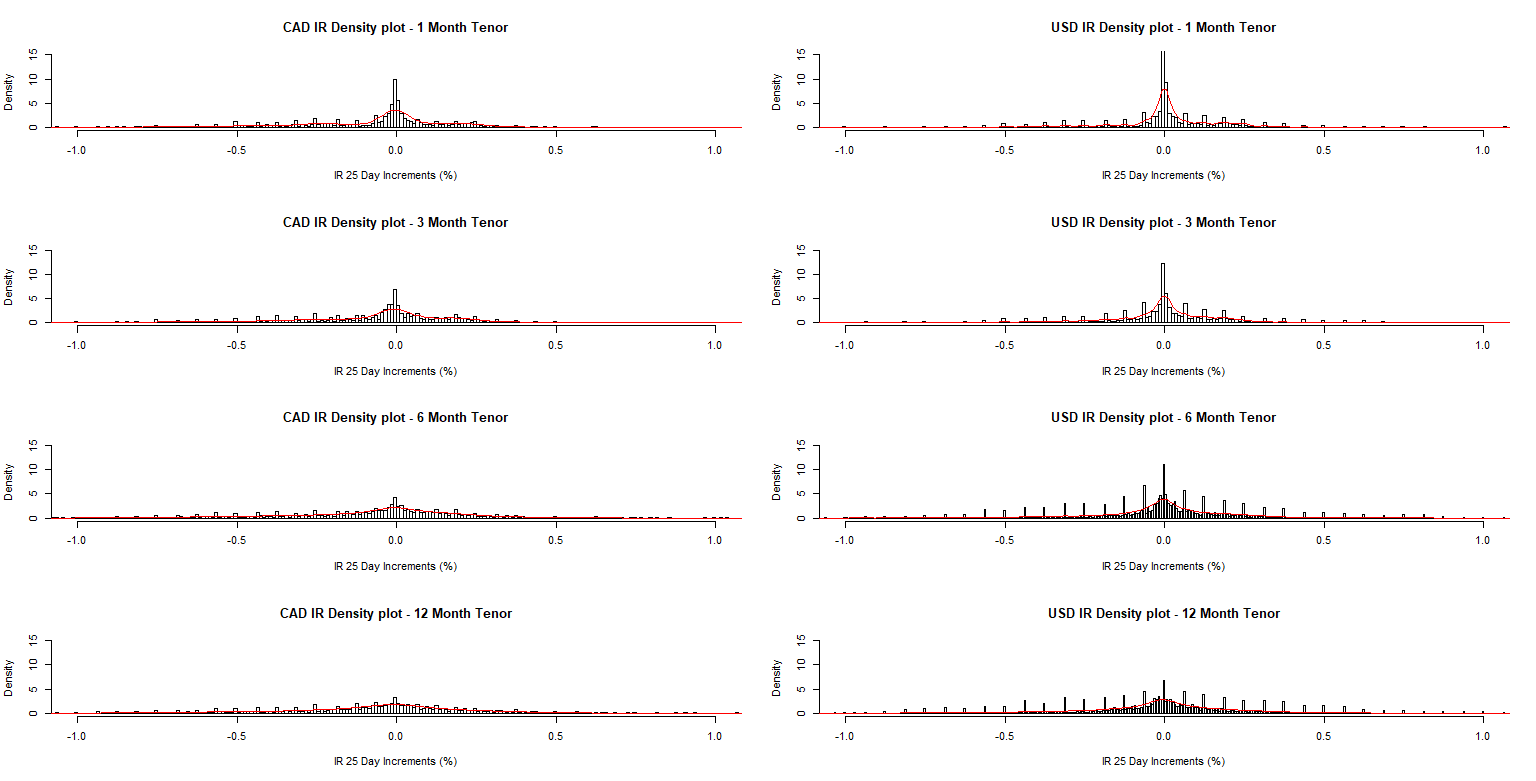 CAD IR Density plot - 1 Month Tenor
Density
0 5 10 15
-1.0 -0.5 0.0 0.5 1.0
IR 25 Day Increments (%)
USD IR Density plot - 1 Month Tenor
Density
0 5 10 15
-1.0 -0.5 0.0 0.5 1.0
IR 25 Day Increments (%)
CAD IR Density plot - 3 Month Tenor
Density
0 5 10 15
-1.0 -0.5 0.0 0.5 1.0
IR 25 Day Increments (%)
USD IR Density plot - 3 Month Tenor
Density
0 5 10 15
-1.0 -0.5 0.0 0.5 1.0
IR 25 Day Increments (%)
CAD IR Density plot - 6 Month Tenor
Density
0 5 10 15
-1.0 -0.5 0.0 0.5 1.0
IR 25 Day Increments (%)
USD IR Density plot - 6 Month Tenor
Density
0 5 10 15
-1.0 -0.5 0.0 0.5 1.0
IR 25 Day Increments (%)
CAD IR Density plot - 12 Month Tenor
Density
0 5 10 15
-1.0 -0.5 0.0 0.5 1.0
IR 25 Day Increments (%)
USD IR Density plot - 12 Month Tenor
Density
0 5 10 15
-1.0 -0.5 0.0 0.5 1.0
IR 25 Day Increments (%)